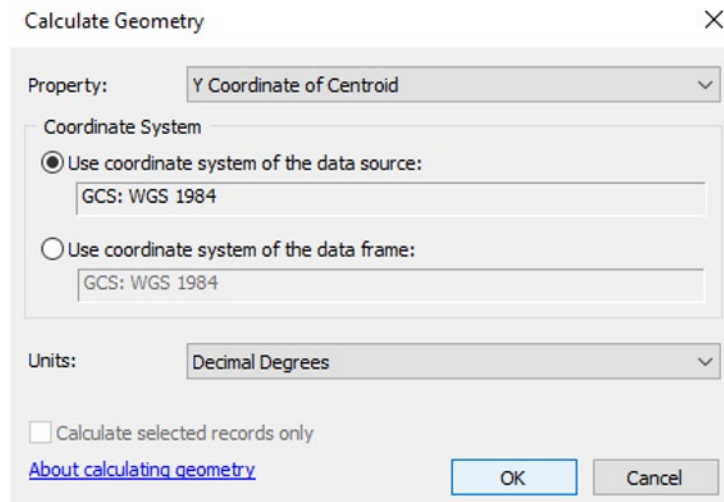 Calculate Geometry
Property:
Y Coordinate of Centroid
Coordinate System
Use coordinate system of the data source:
GCS: WGS 1984
Use coordinate system of the data frame:
GCS: WGS 1984
Units:
Decimal Degrees
Calculate selected records only
About calculating geometry
OK
Cancel